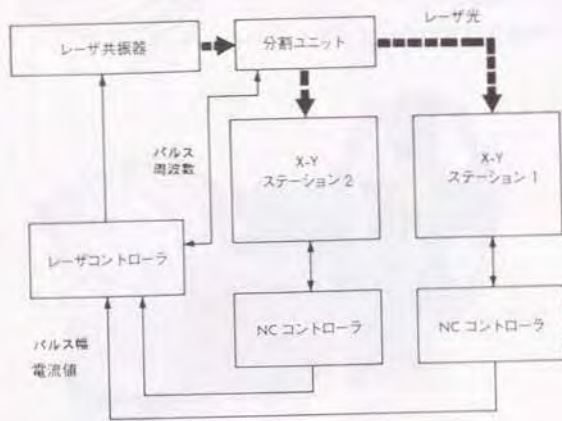 レーザ光
レーザ共振器
分割ユニット
パルス
周波数
X-Y
ステーション 2
X-Y
ステーション 1
レーザコントローラ
NC コントローラ
NC コントローラ
パルス幅
電流値